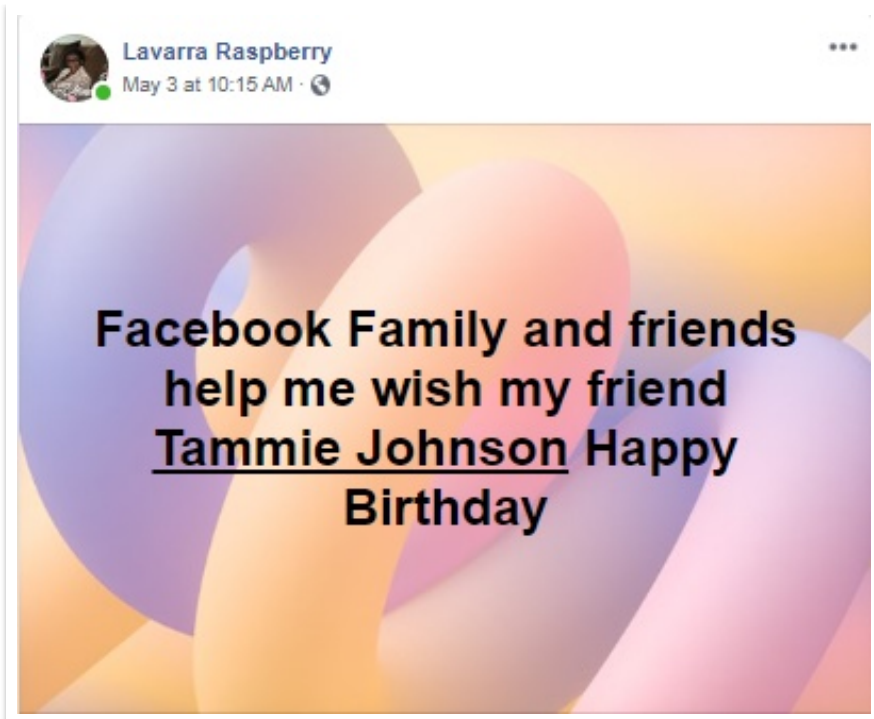 Lavarra Raspberry
May 3 at 10:15 AM ·
Facebook Family and friends
help me wish my friend
Tammie Johnson Happy
Birthday